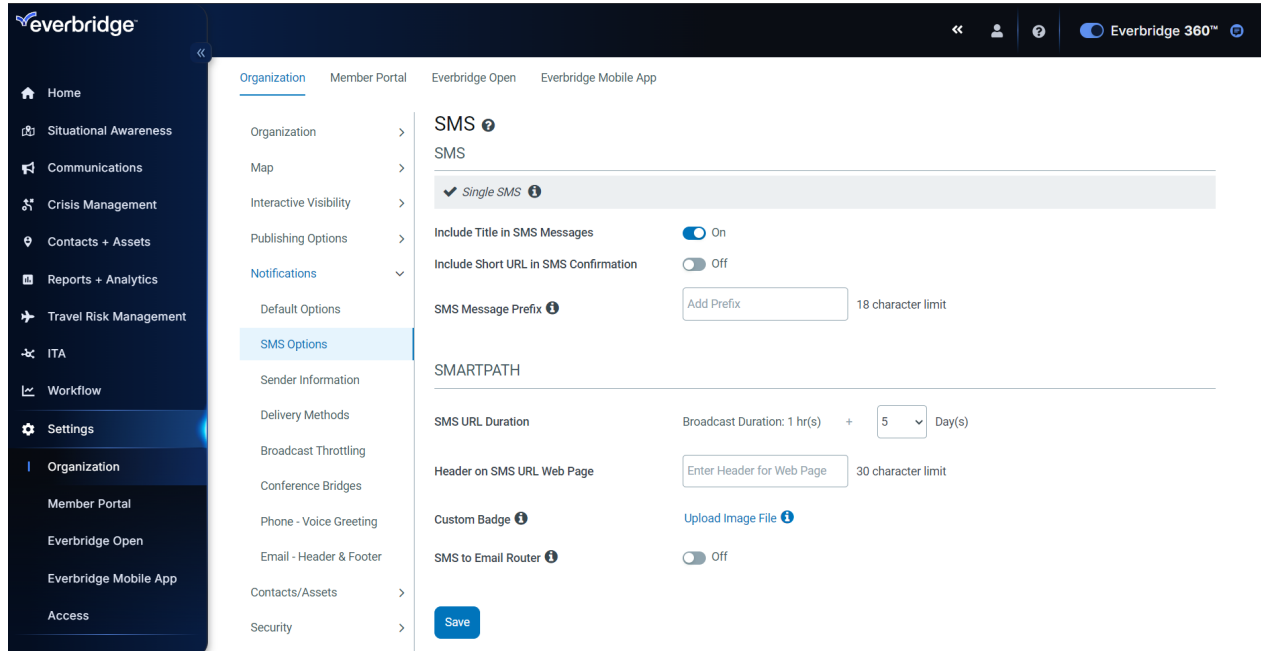 everbridge™
«
Home
Situational Awareness
Communications
Crisis Management
Contacts + Assets
Reports + Analytics
Travel Risk Management
ITA
Workflow
Settings
Organization
Member Portal
Everbridge Open
Everbridge Mobile App
Access
«
?
Everbridge 360™
Organization Member Portal Everbridge Open Everbridge Mobile App
Organization
Map
Interactive Visibility
Publishing Options
Notifications
Default Options
SMS Options
Sender Information
Delivery Methods
Broadcast Throttling
Conference Bridges
Phone - Voice Greeting
Email - Header & Footer
Contacts/Assets
Security
SMS ?
SMS
Single SMS i
Include Title in SMS Messages On
Include Short URL in SMS Confirmation Off
SMS Message Prefix i Add Prefix 18 character limit
SMARTPATH
SMS URL Duration Broadcast Duration: 1 hr(s) + 5 Day(s)
Header on SMS URL Web Page Enter Header for Web Page 30 character limit
Custom Badge i Upload Image File i
SMS to Email Router i Off
Save